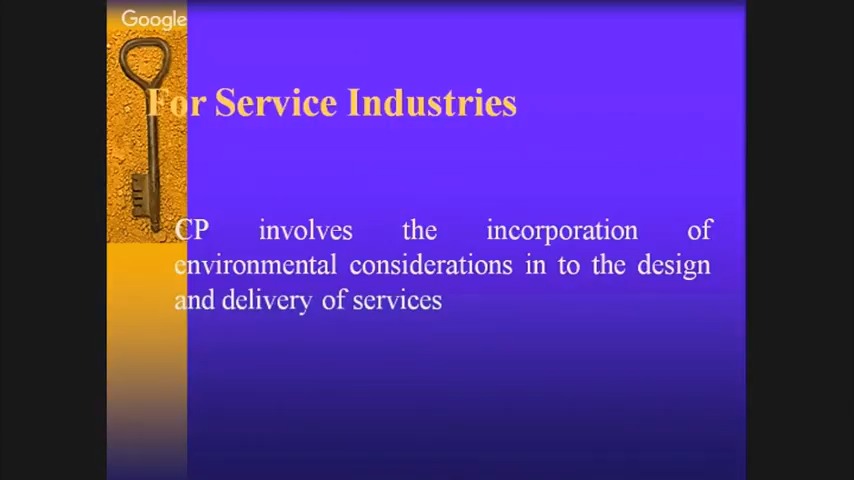 Google
For Service Industries
CP involves the incorporation of
environmental considerations in to the design
and delivery of services